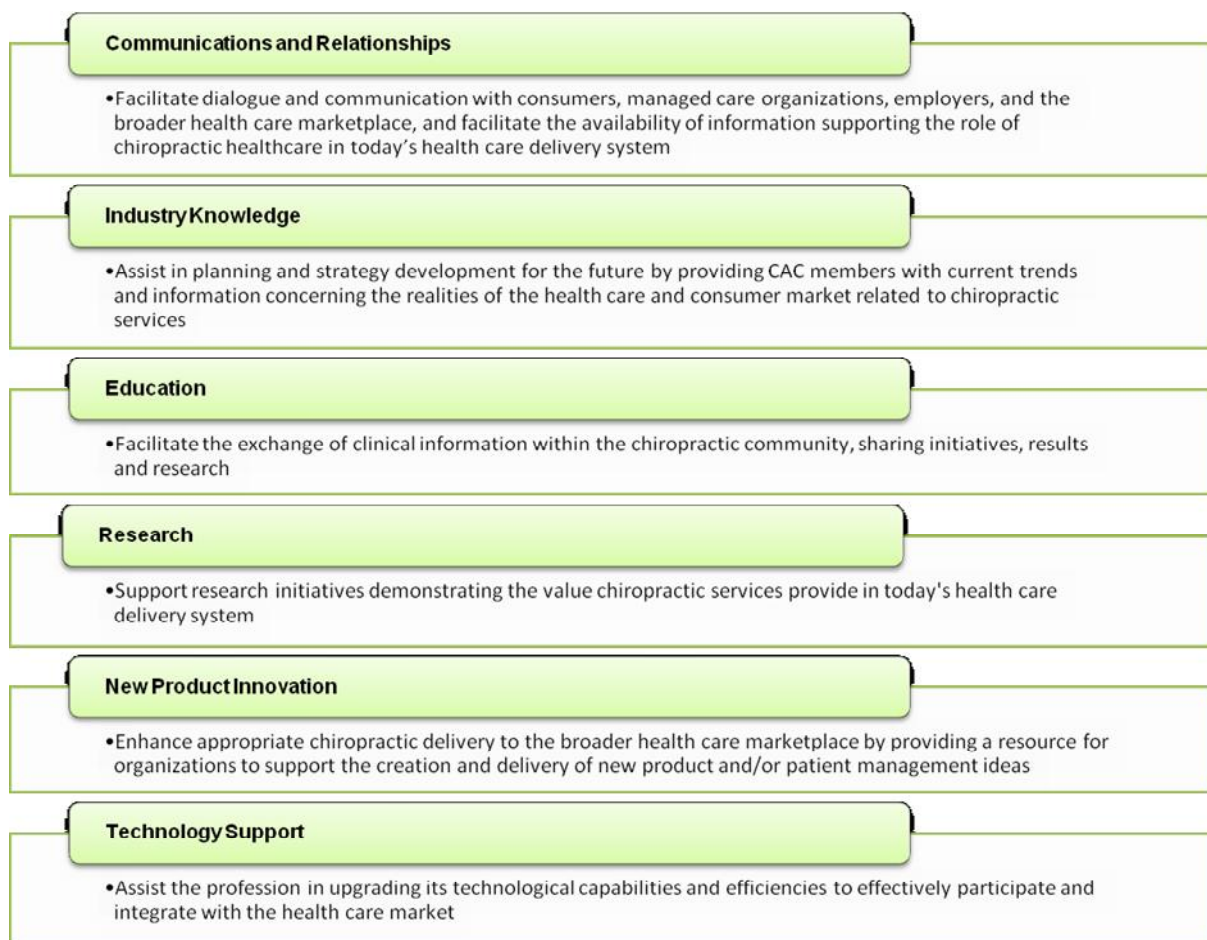 Communications and Relationships
•Facilitate dialogue and communication with consumers, managed care organizations, employers, and the
broader health care marketplace, and facilitate the availability of information supporting the role of
chiropractic healthcare in today’s health care delivery system
Industry Knowledge
•Assist in planning and strategy development for the future by providing CAC members with current trends
and information concerning the realities of the health care and consumer market related to chiropractic
services
Education
•Facilitate the exchange of clinical information within the chiropractic community, sharing initiatives, results
and research
Research
•Support research initiatives demonstrating the value chiropractic services provide in today's health care
delivery system
New Product Innovation
•Enhance appropriate chiropractic delivery to the broader health care marketplace by providing a resource for
organizations to support the creation and delivery of new product and/or patient management ideas
Technology Support
•Assist the profession in upgrading its technological capabilities and efficiencies to effectively participate and
integrate with the health care market